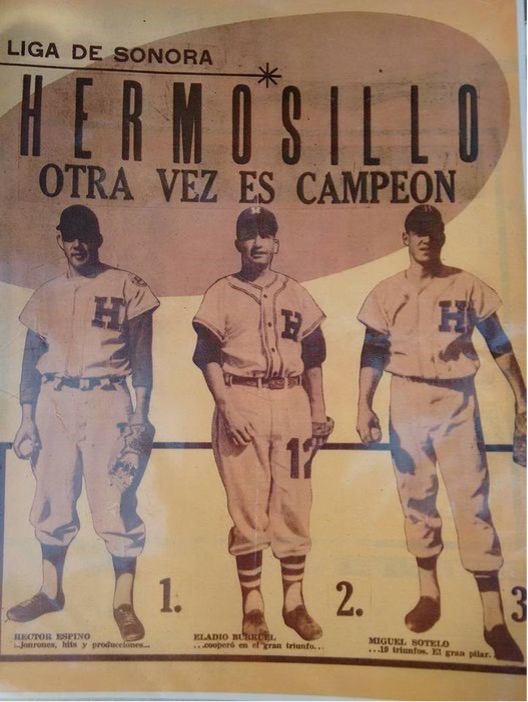 LIGA DE SONORA
HERMOSILLO
OTRA VEZ ES CAMPEON
H
H
H
12
1.
2.
3
HECTOR ESPINO
...jonrones, hits y producciones...
ELADIO BURRUEL
...cooperó en el gran triunfo...
MIGUEL SOTELO
...19 triunfos. El gran pilar.